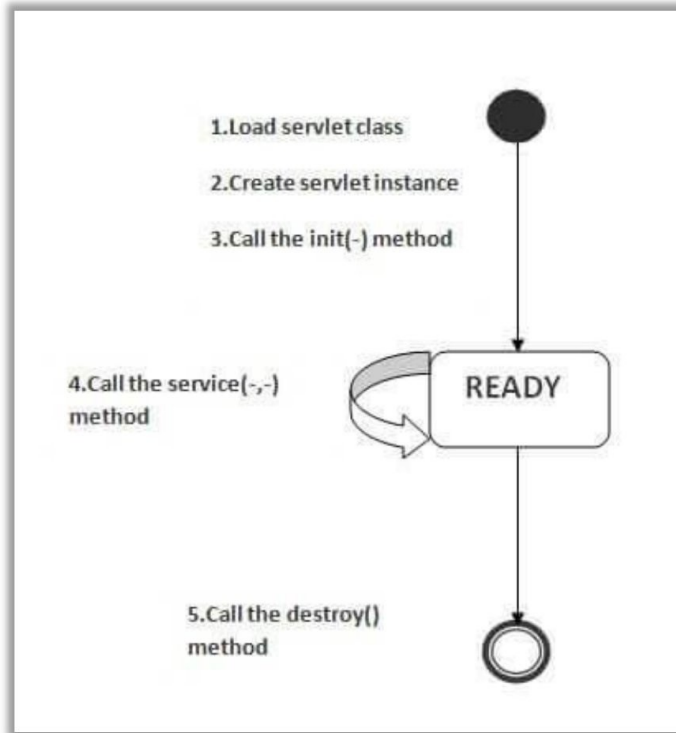 1.Load servlet class
2.Create servlet instance
3.Call the init(-) method
4.Call the service(-,-)
method
READY
5.Call the destroy()
method